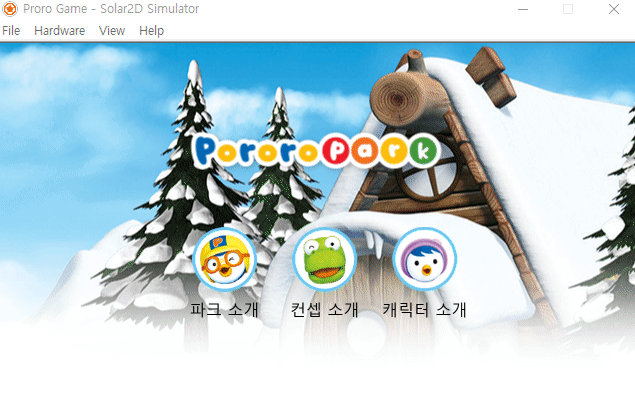 Proro Game - Solar2D Simulator
File Hardware View Help
PororoPark
파크 소개 컨셉 소개 캐릭터 소개